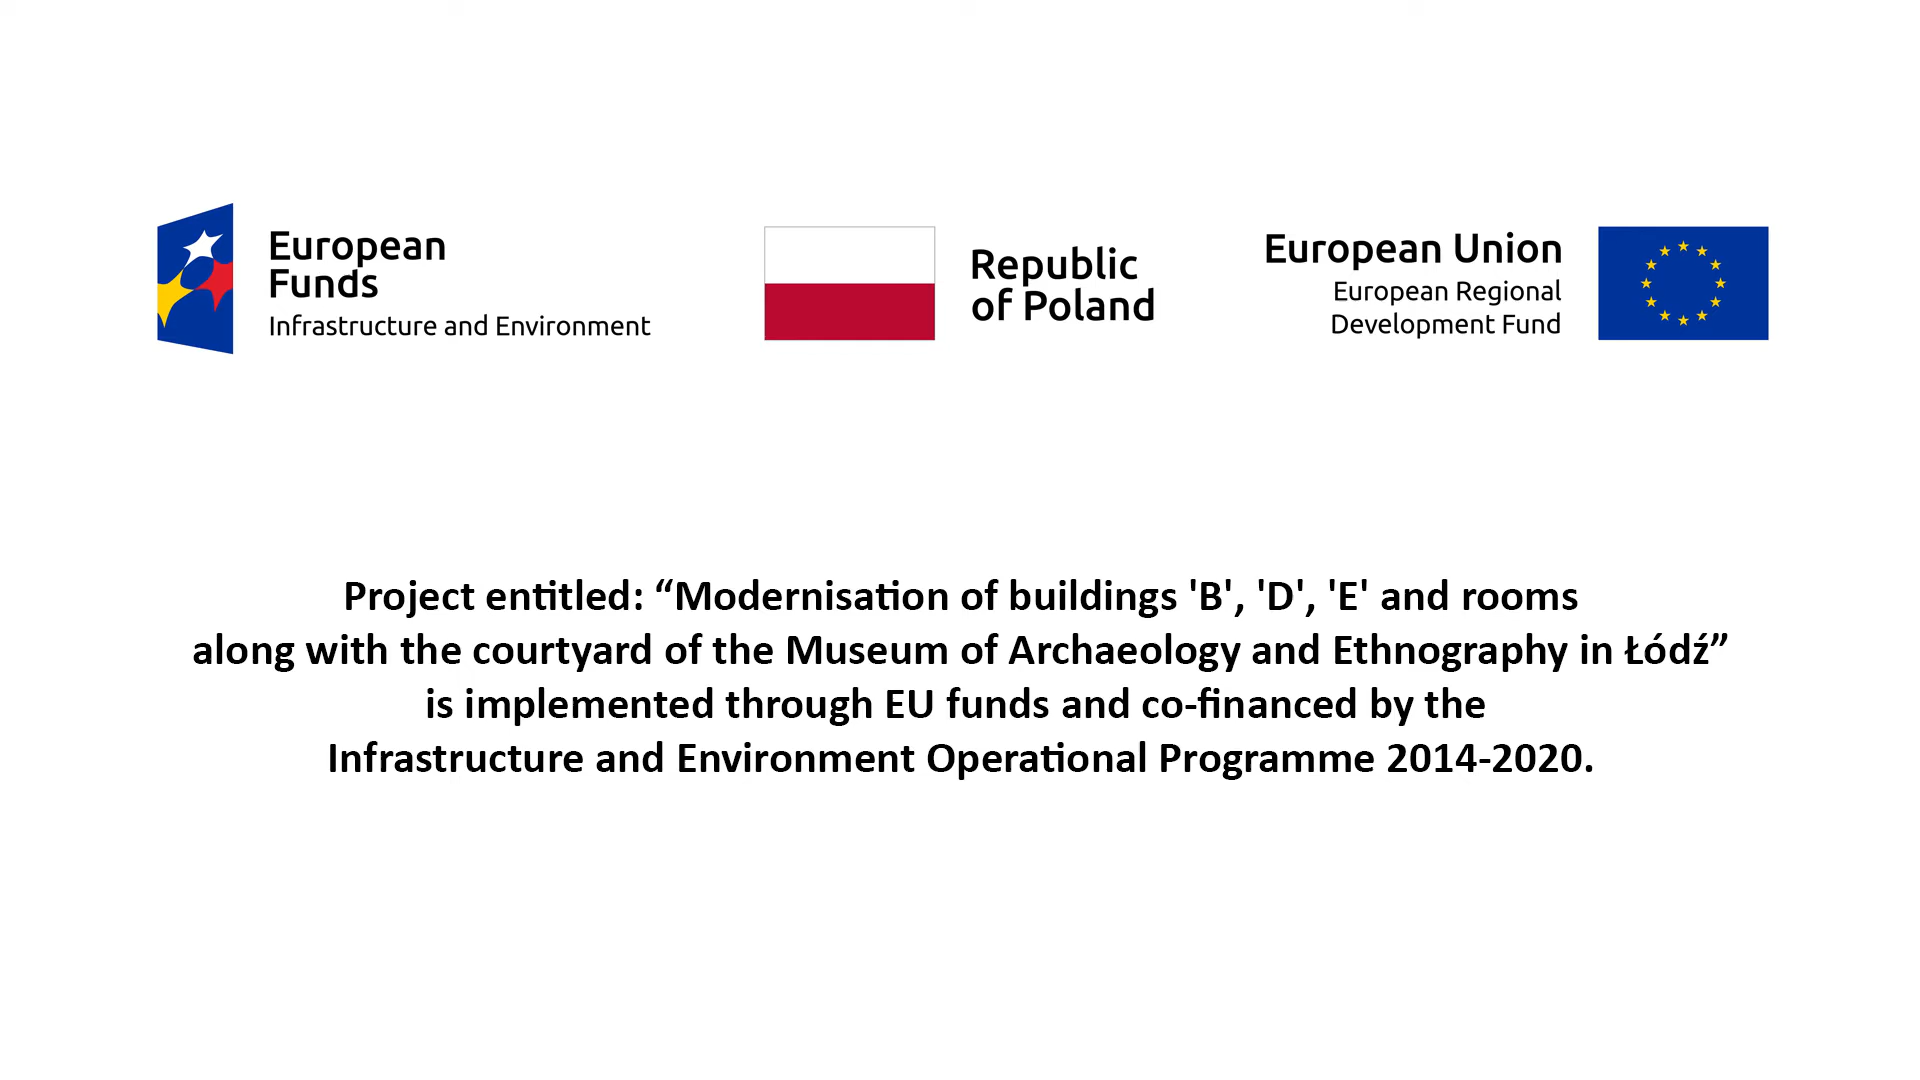 European
Funds
Infrastructure and Environment
Republic
of Poland
European Union
European Regional
Development Fund
Project entitled: “Modernisation of buildings 'B', 'D', 'E' and rooms
along with the courtyard of the Museum of Archaeology and Ethnography in Łódź”
is implemented through EU funds and co-financed by the
Infrastructure and Environment Operational Programme 2014-2020.